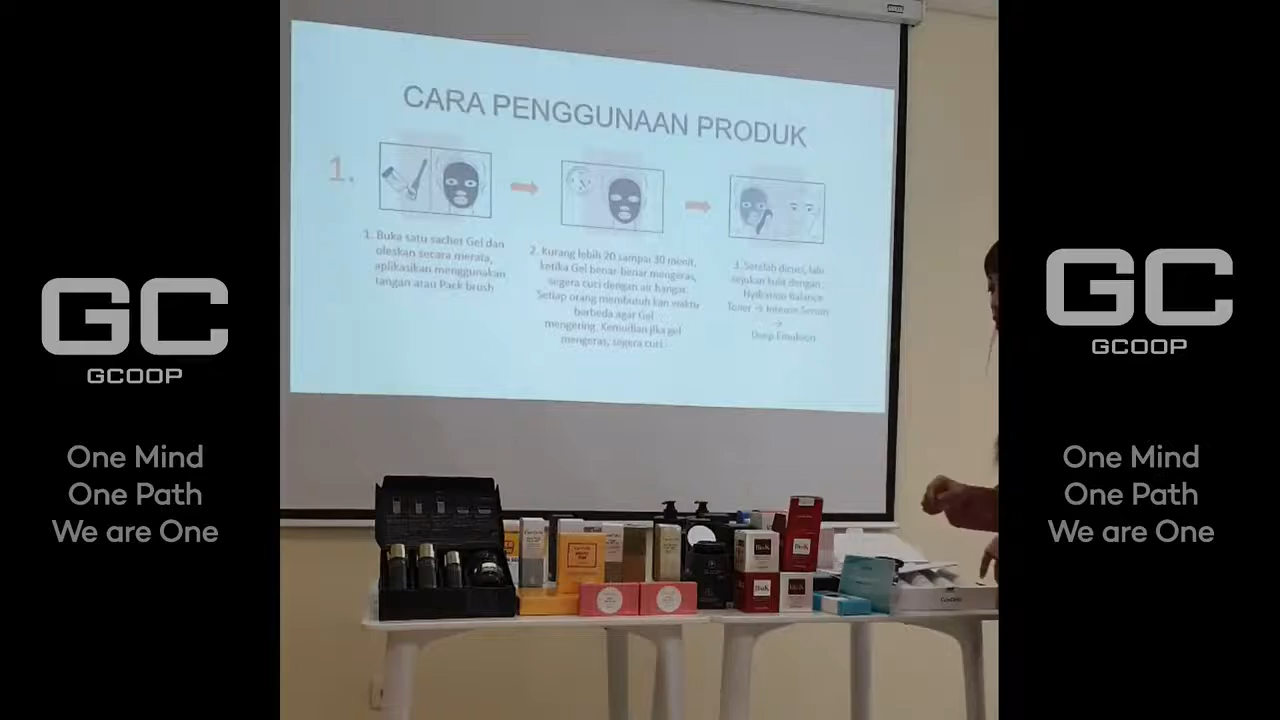 CARA PENGGUNAAN PRODUK
1.
1. Buka satu sachet Gel dan
oleskan secara merata,
aplikasikan menggunakan
tangan atau Pack brush
2. Kurang lebih 20 sampai 30 menit,
ketika Gel benar-benar mengeras,
segera cuci dengan air hangat.
Setiap orang membutuh kan waktu
berbeda agar Gel
mengering. Kemudian jika gel
mengeras, segera cuci.
3. Setelah dicuci, lalu
sejukan kulit dengan :
Hydration Balance
Toner → Intense Serum
→
Deep Emulsion
GC
GCOOP
One Mind
One Path
We are One
GC
GCOOP
One Mind
One Path
We are One